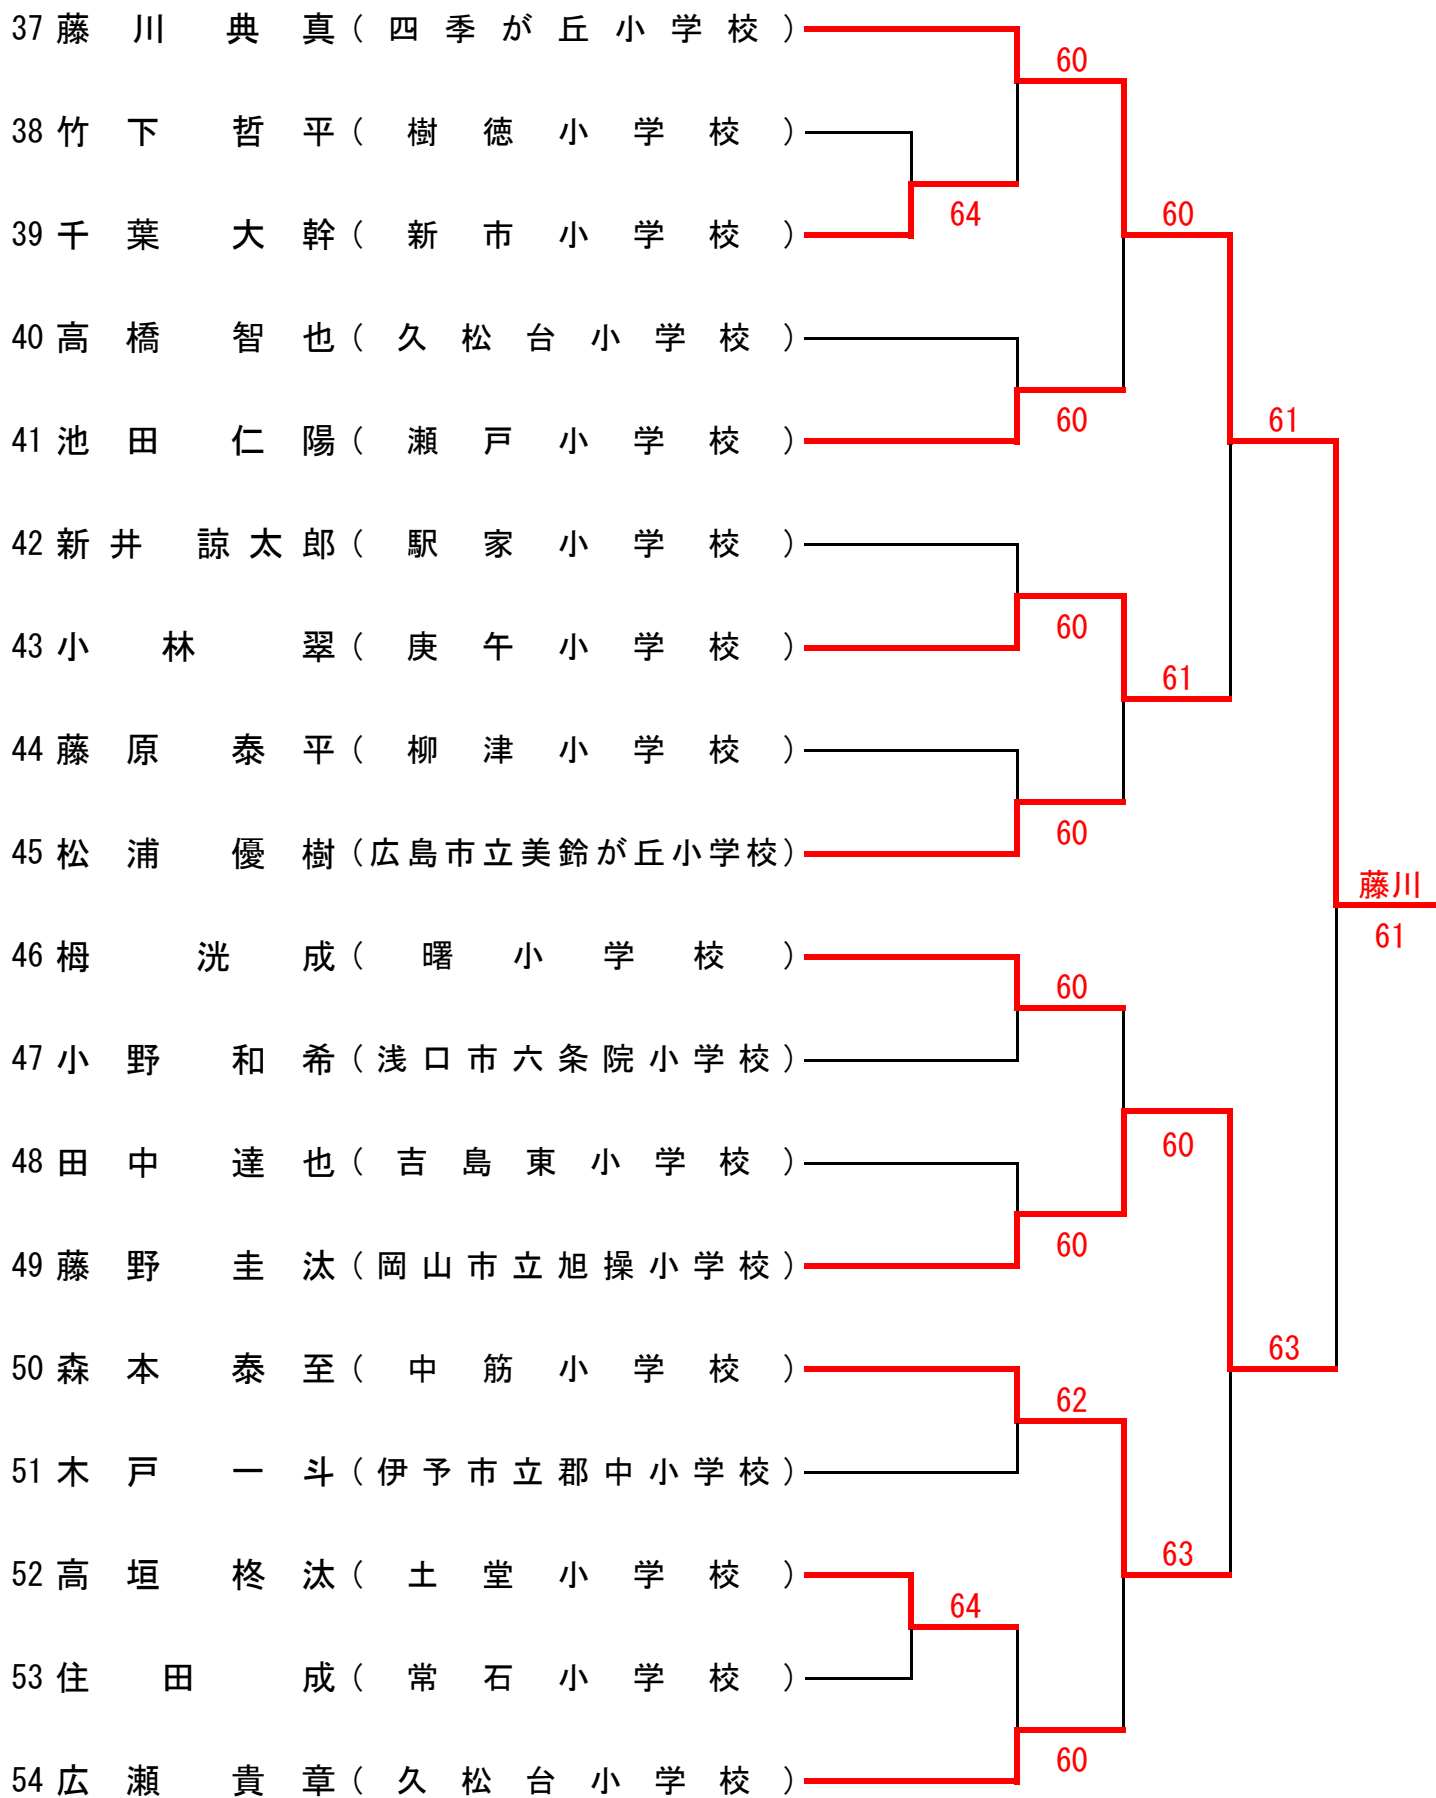 37 藤川 典真 (四季が丘小学校)
60
38 竹下 哲平 (樹徳小学校)
64
60
39 千葉 大幹 (新市小学校)
40 高橋 智也 (久松台小学校)
60
61
41 池田 仁陽 (瀬戸小学校)
42 新井 諒太郎 (駅家小学校)
60
43 小林 翠 (庚午小学校)
61
44 藤原 泰平 (柳津小学校)
60
45 松浦 優樹 (広島市立美鈴が丘小学校)
藤川
61
46 栂 洸成 (曙小学校)
60
47 小野 和希 (浅口市六条院小学校)
60
48 田中 達也 (吉島東小学校)
60
49 藤野 圭汰 (岡山市立旭操小学校)
63
50 森本 泰至 (中筋小学校)
62
51 木戸 一斗 (伊予市立郡中小学校)
63
52 高垣 柊汰 (土堂小学校)
64
53 住田 成 (常石小学校)
60
54 広瀬 貴章 (久松台小学校)